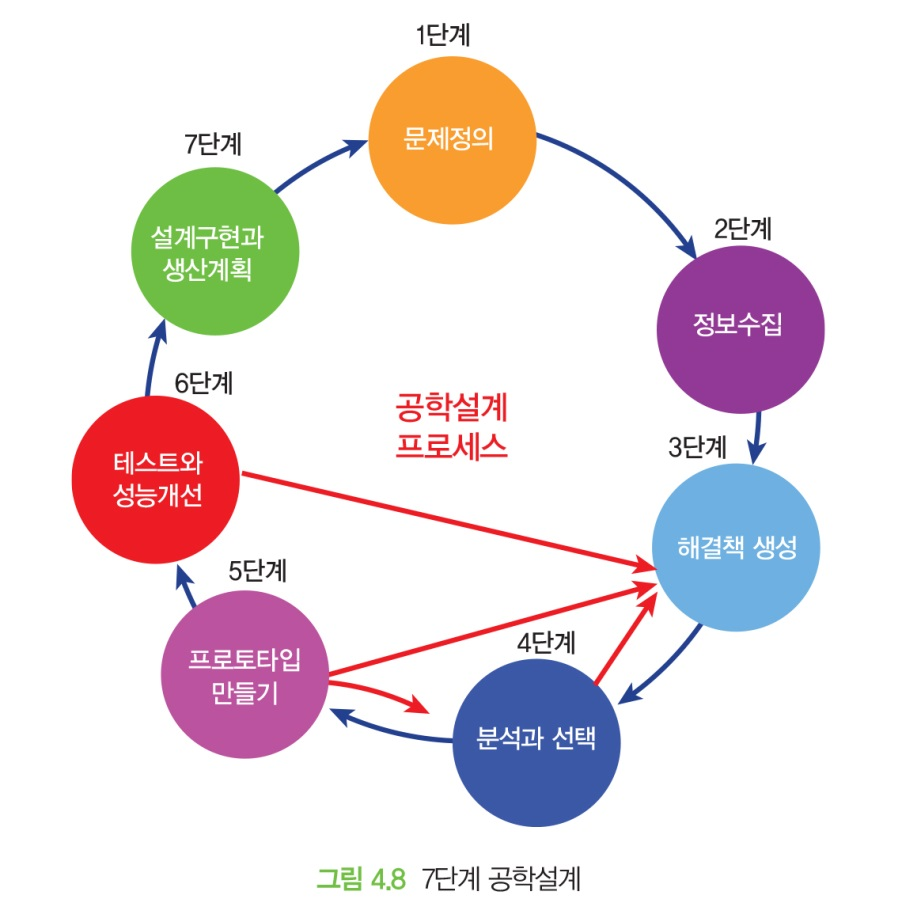 1단계
문제정의
2단계
정보수집
3단계
해결책 생성
4단계
분석과 선택
5단계
프로토타입
만들기
6단계
테스트와
성능개선
7단계
설계구현과
생산계획
공학설계
프로세스
그림 4.8 7단계 공학설계